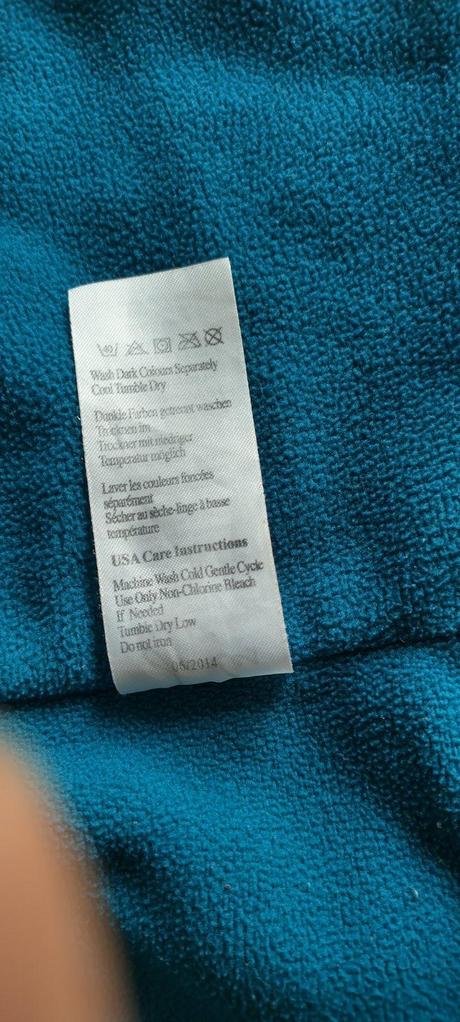 40
Wash Dark Colours Separately
Cool Tumble Dry
Dunkle Farben getrennt waschen
Trocknen im
Trockner mit niedriger
Temperatur möglich
Laver les couleurs foncées
séparément
Sécher au sèche-linge à basse
température
USA Care Instructions
Machine Wash Cold Gentle Cycle
Use Only Non-Chlorine Bleach
If Needed
Tumble Dry Low
Do not iron
06/2014